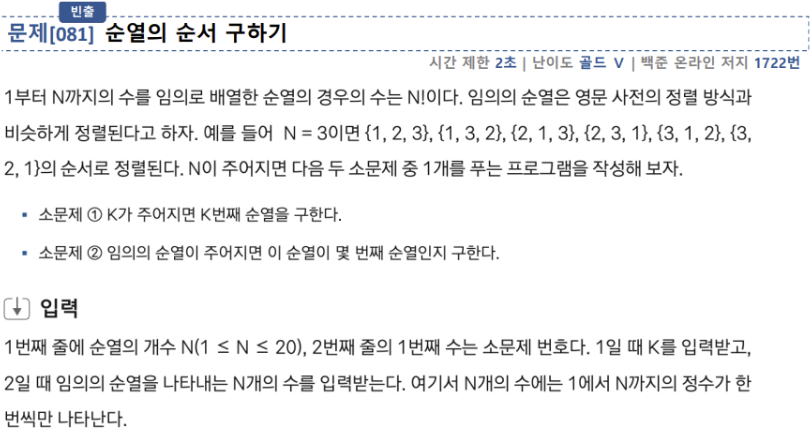 빈출
문제[081] 순열의 순서 구하기
시간 제한 2초 | 난이도 골드 V | 백준 온라인 저지 1722번
1부터 N까지의 수를 임의로 배열한 순열의 경우의 수는 N!이다. 임의의 순열은 영문 사전의 정렬 방식과
비슷하게 정렬된다고 하자. 예를 들어 N = 3이면 {1, 2, 3}, {1, 3, 2}, {2, 1, 3}, {2, 3, 1}, {3, 1, 2}, {3,
2, 1}의 순서로 정렬된다. N이 주어지면 다음 두 소문제 중 1개를 푸는 프로그램을 작성해 보자.
▪ 소문제 ① K가 주어지면 K번째 순열을 구한다.
▪ 소문제 ② 임의의 순열이 주어지면 이 순열이 몇 번째 순열인지 구한다.
입력
1번째 줄에 순열의 개수 N(1 ≤ N ≤ 20), 2번째 줄의 1번째 수는 소문제 번호다. 1일 때 K를 입력받고,
2일 때 임의의 순열을 나타내는 N개의 수를 입력받는다. 여기서 N개의 수에는 1에서 N까지의 정수가 한
번씩만 나타난다.